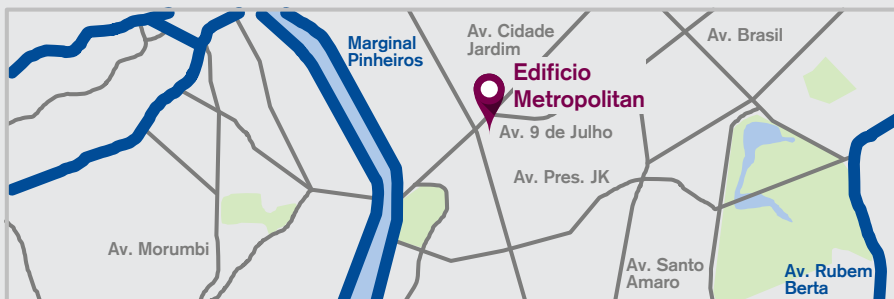 Av. Cidade
Jardim
Av. Brasil
Marginal
Pinheiros
Edificio
Metropolitan
Av. 9 de Julho
Av. Pres. JK
Av. Morumbi
Av. Santo
Amaro
Av. Rubem
Berta